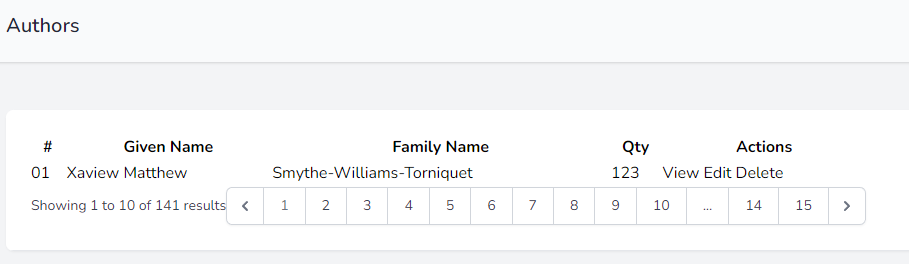 Authors
# Given Name Family Name Qty Actions
01 Xaview Matthew Smythe-Williams-Torniquet 123 View Edit Delete
Showing 1 to 10 of 141 results < 1 2 3 4 5 6 7 8 9 10 ... 14 15 >